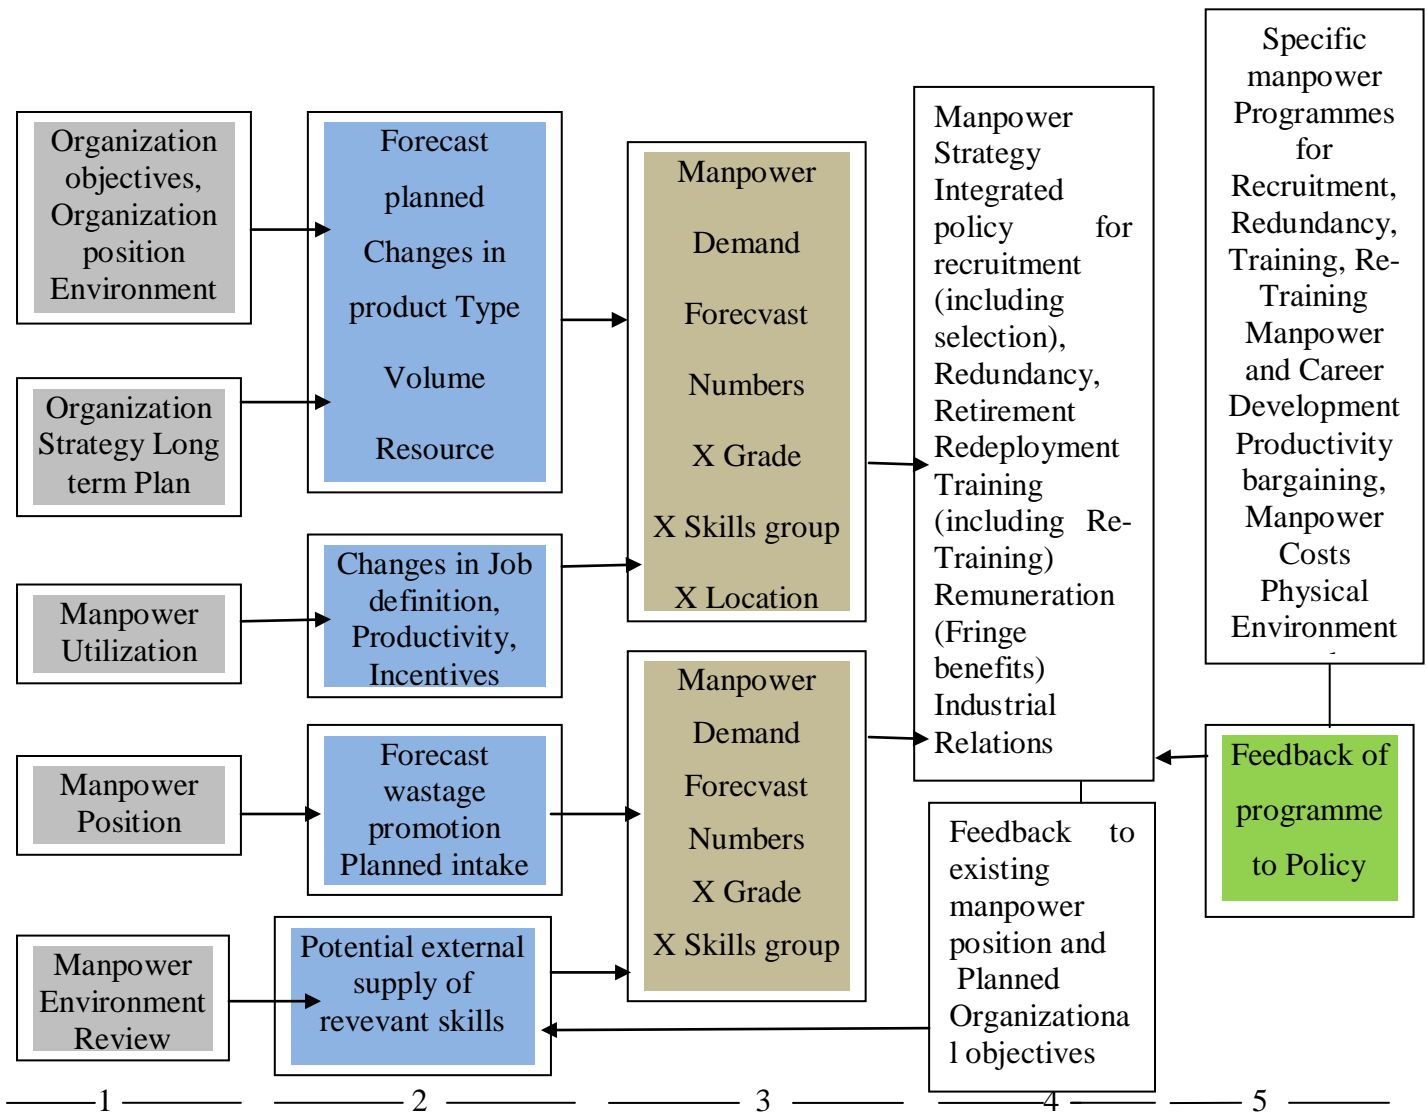 Organization
objectives,
Organization
position
Environment
Organization
Strategy Long
term Plan
Manpower
Utilization
Manpower
Position
Manpower
Environment
Review
Forecast
planned
Changes in
product Type
Volume
Resource
Changes in Job
definition,
Productivity,
Incentives
Forecast
wastage
promotion
Planned intake
Potential external
supply of
revevant skills
Manpower
Demand
Forecvast
Numbers
X Grade
X Skills group
X Location
Manpower
Demand
Forecvast
Numbers
X Grade
X Skills group
Manpower
Strategy
Integrated
policy for
recruitment
(including
selection),
Redundancy,
Retirement
Redeployment
Training
(including Re-
Training)
Remuneration
(Fringe
benefits)
Industrial
Relations
Feedback to
existing
manpower
position and
Planned
Organizationa
l objectives
Specific
manpower
Programmes
for
Recruitment,
Redundancy,
Training, Re-
Training
Manpower
and Career
Development
Productivity
bargaining,
Manpower
Costs
Physical
Environment
Feedback of
programme
to Policy
1 2 3 4 5